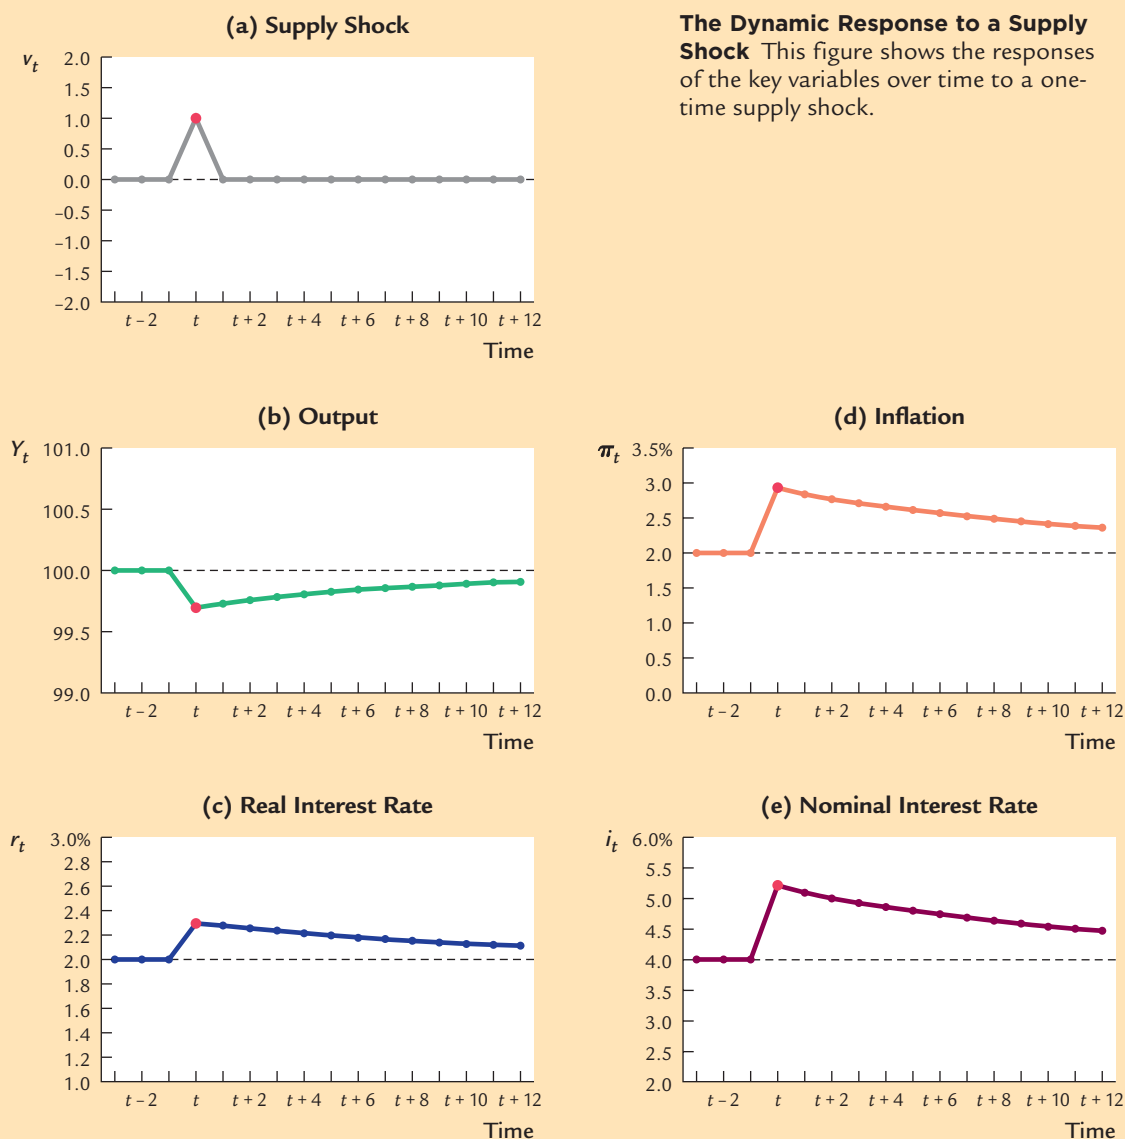 (a) Supply Shock
v_t
2.0
1.5
1.0
0.5
0.0
–0.5
–1.0
–1.5
–2.0
t – 2 t t + 2 t + 4 t + 6 t + 8 t + 10 t + 12
Time
The Dynamic Response to a Supply
Shock This figure shows the responses
of the key variables over time to a one-
time supply shock.
(b) Output
Y_t
101.0
100.5
100.0
99.5
99.0
t – 2 t t + 2 t + 4 t + 6 t + 8 t + 10 t + 12
Time
(d) Inflation
π_t
3.5%
3.0
2.5
2.0
1.5
1.0
0.5
0.0
t – 2 t t + 2 t + 4 t + 6 t + 8 t + 10 t + 12
Time
(c) Real Interest Rate
r_t
3.0%
2.8
2.6
2.4
2.2
2.0
1.8
1.6
1.4
1.2
1.0
t – 2 t t + 2 t + 4 t + 6 t + 8 t + 10 t + 12
Time
(e) Nominal Interest Rate
i_t
6.0%
5.5
5.0
4.5
4.0
3.5
3.0
2.5
2.0
t – 2 t t + 2 t + 4 t + 6 t + 8 t + 10 t + 12
Time